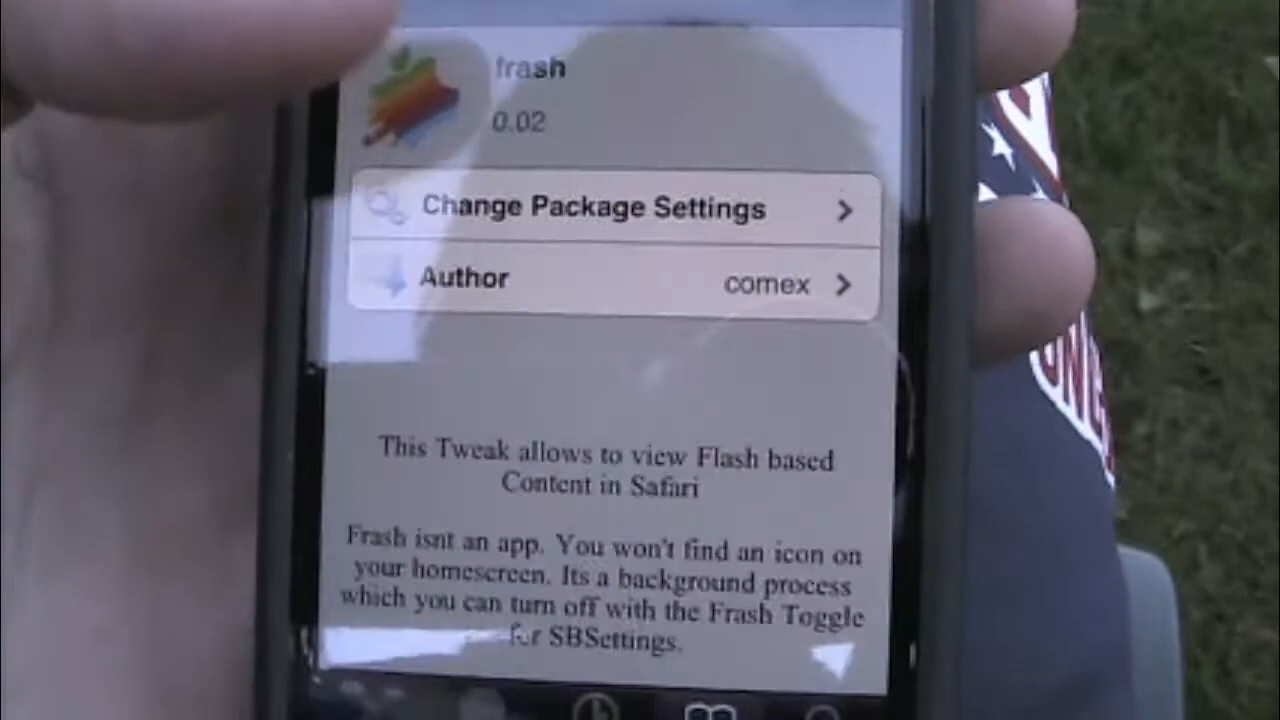 frash
0.02
Change Package Settings
Author comex
This Tweak allows to view Flash based
Content in Safari
Frash isnt an app. You won't find an icon on
your homescreen. Its a background process
which you can turn off with the Frash Toggle
for SBSettings.